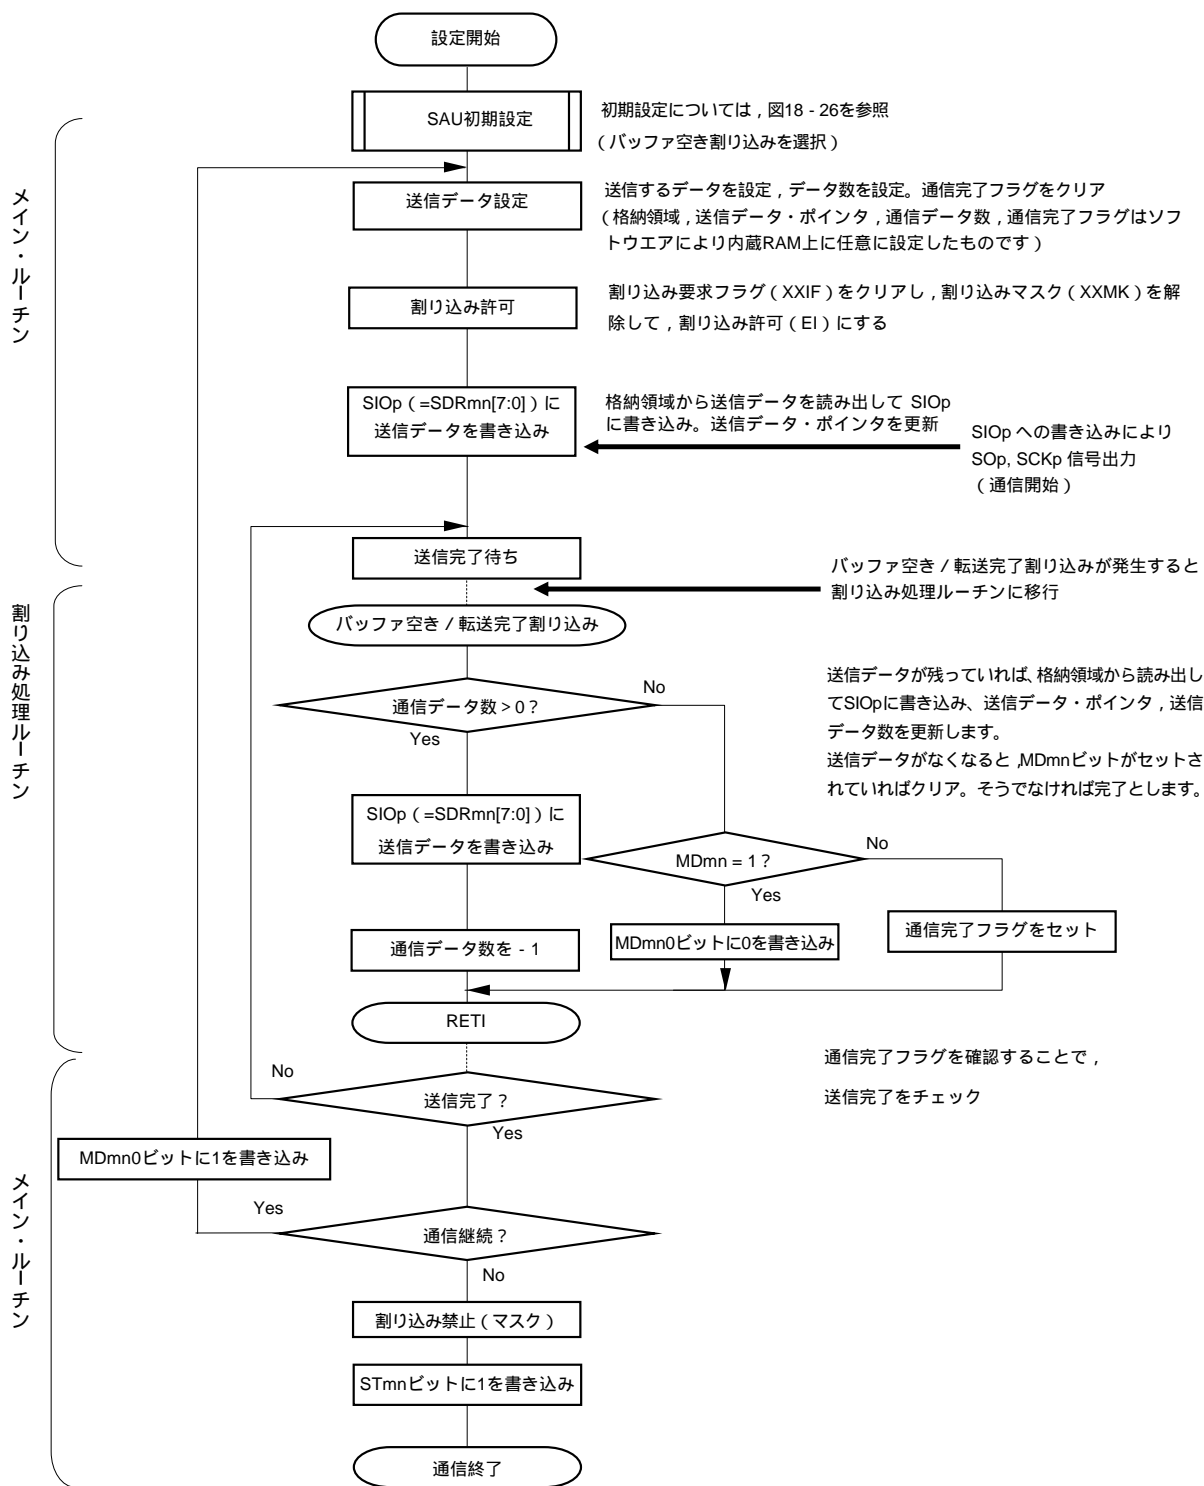 設定開始
SAU初期設定
初期設定については，図18 - 26を参照
（バッファ空き割り込みを選択）
メイン・ルーチン
送信データ設定
送信するデータを設定，データ数を設定。通信完了フラグをクリア
（格納領域，送信データ・ポインタ，通信データ数，通信完了フラグはソフ
トウエアにより内蔵RAM上に任意に設定したものです）
割り込み許可
割り込み要求フラグ（XXIF）をクリアし，割り込みマスク（XXMK）を解
除して，割り込み許可（EI）にする
SIOp（=SDRmn[7:0]）に
送信データを書き込み
格納領域から送信データを読み出して SIOp
に書き込み。送信データ・ポインタを更新
SIOp への書き込みにより
SOp, SCKp 信号出力
（通信開始）
送信完了待ち
バッファ空き / 転送完了割り込みが発生すると
割り込み処理ルーチンに移行
割り込み処理ルーチン
バッファ空き / 転送完了割り込み
通信データ数 > 0？
No
Yes
送信データが残っていれば、格納領域から読み出し
てSIOpに書き込み、送信データ・ポインタ，送信
データ数を更新します。
送信データがなくなると,MDmnビットがセットさ
れていればクリア。そうでなければ完了とします。
SIOp（=SDRmn[7:0]）に
送信データを書き込み
MDmn = 1？
No
Yes
通信データ数を - 1
MDmn0ビットに0を書き込み
通信完了フラグをセット
RETI
通信完了フラグを確認することで，
送信完了をチェック
送信完了？
No
Yes
メイン・ルーチン
MDmn0ビットに1を書き込み
通信継続？
Yes
No
割り込み禁止（マスク）
STmnビットに1を書き込み
通信終了